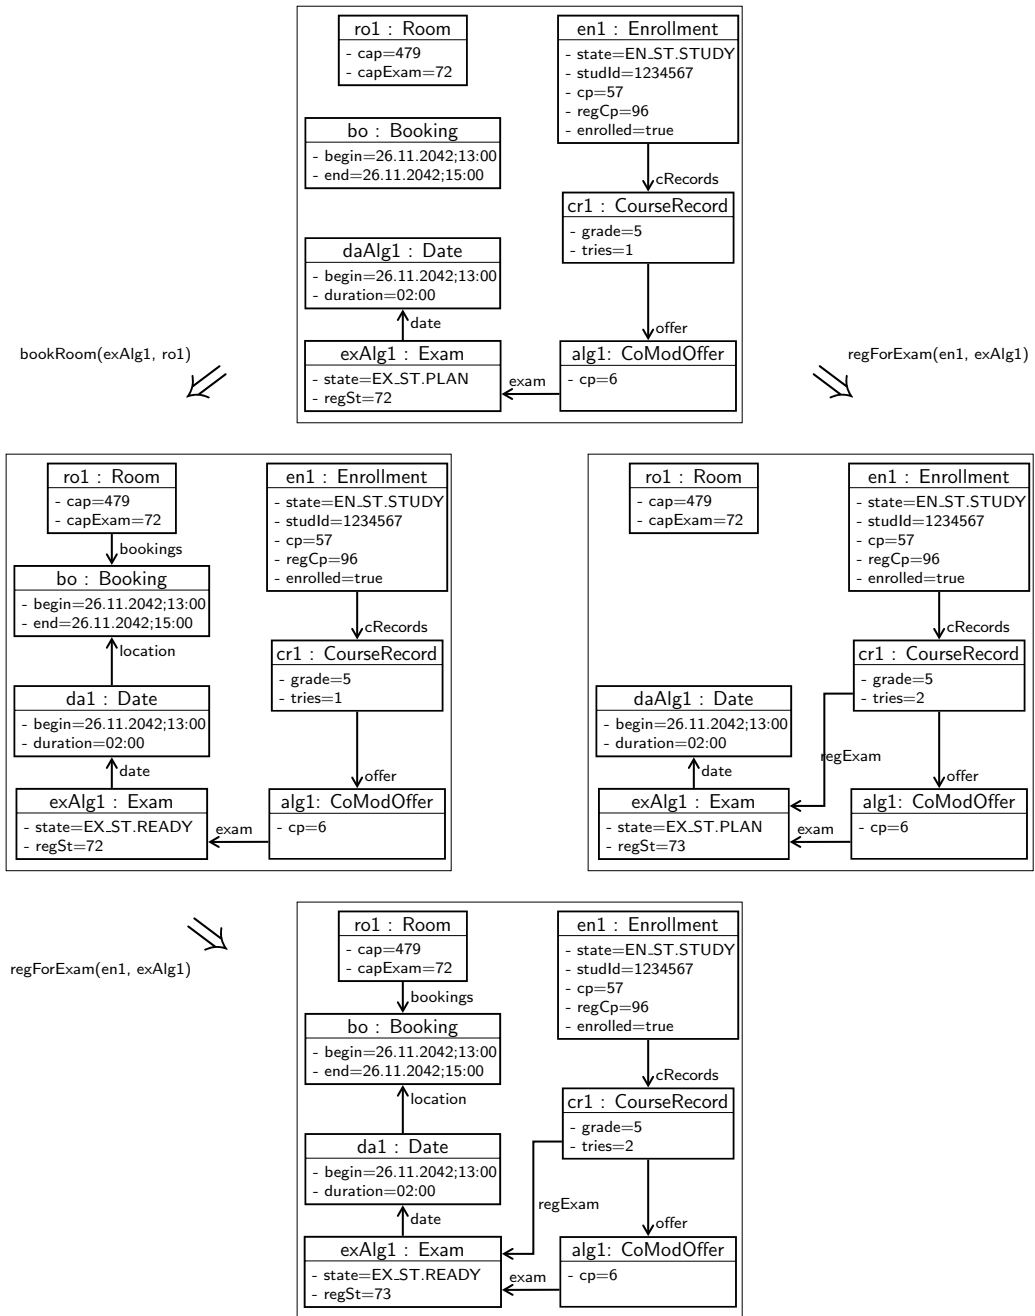 ro1 : Room
- cap=479
- capExam=72
en1 : Enrollment
- state=EN_ST.STUDY
- studId=1234567
- cp=57
- regCp=96
- enrolled=true
bo : Booking
- begin=26.11.2042;13:00
- end=26.11.2042;15:00
cRecords
cr1 : CourseRecord
- grade=5
- tries=1
daAlg1 : Date
- begin=26.11.2042;13:00
- duration=02:00
date
offer
exAlg1 : Exam
- state=EX_ST.PLAN
- regSt=72
exam
alg1: CoModOffer
- cp=6
bookRoom(exAlg1, ro1)
regForExam(en1, exAlg1)
ro1 : Room
- cap=479
- capExam=72
bookings
en1 : Enrollment
- state=EN_ST.STUDY
- studId=1234567
- cp=57
- regCp=96
- enrolled=true
bo : Booking
- begin=26.11.2042;13:00
- end=26.11.2042;15:00
location
cRecords
cr1 : CourseRecord
- grade=5
- tries=1
da1 : Date
- begin=26.11.2042;13:00
- duration=02:00
date
offer
exAlg1 : Exam
- state=EX_ST.READY
- regSt=72
exam
alg1: CoModOffer
- cp=6
ro1 : Room
- cap=479
- capExam=72
en1 : Enrollment
- state=EN_ST.STUDY
- studId=1234567
- cp=57
- regCp=96
- enrolled=true
cRecords
cr1 : CourseRecord
- grade=5
- tries=2
daAlg1 : Date
- begin=26.11.2042;13:00
- duration=02:00
regExam
date
offer
exAlg1 : Exam
- state=EX_ST.PLAN
- regSt=73
exam
alg1: CoModOffer
- cp=6
regForExam(en1, exAlg1)
ro1 : Room
- cap=479
- capExam=72
bookings
en1 : Enrollment
- state=EN_ST.STUDY
- studId=1234567
- cp=57
- regCp=96
- enrolled=true
bo : Booking
- begin=26.11.2042;13:00
- end=26.11.2042;15:00
location
cRecords
cr1 : CourseRecord
- grade=5
- tries=2
da1 : Date
- begin=26.11.2042;13:00
- duration=02:00
regExam
date
offer
exAlg1 : Exam
- state=EX_ST.READY
- regSt=73
exam
alg1: CoModOffer
- cp=6